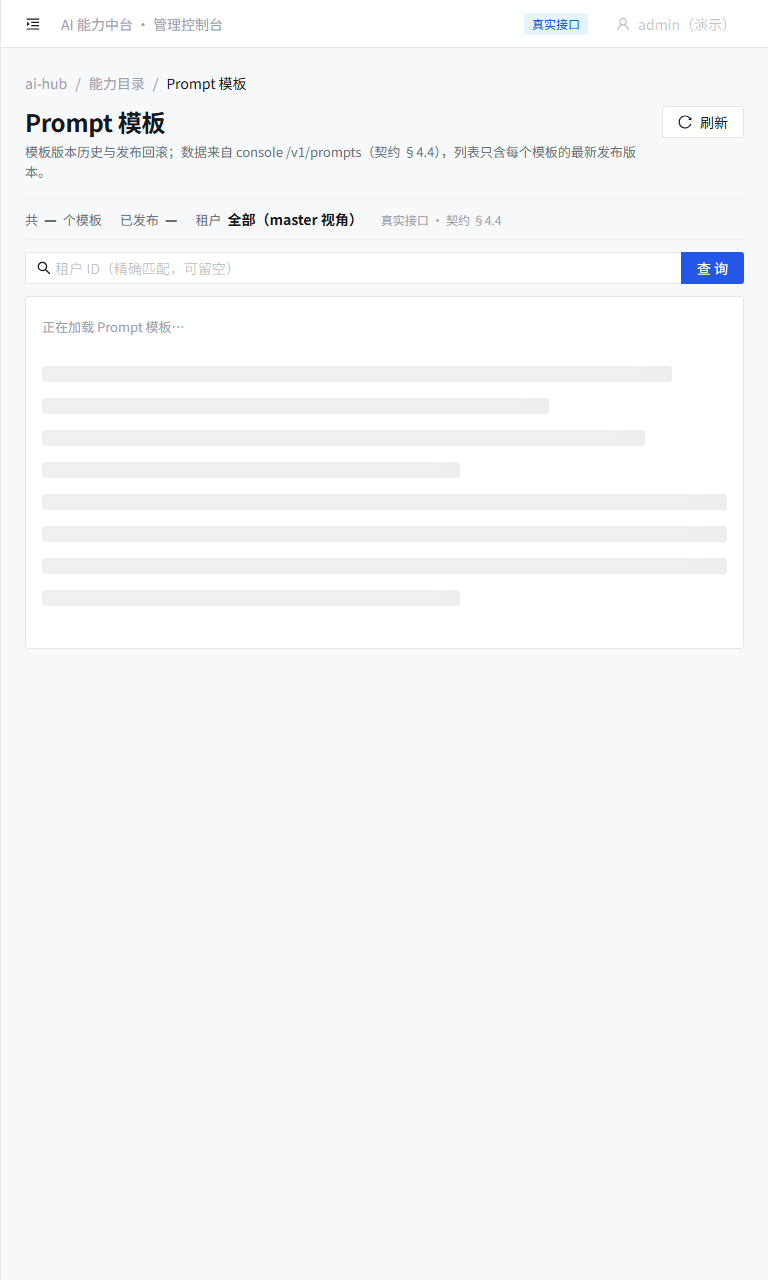 AI 能力中台 · 管理控制台
真实接口
admin（演示）
ai-hub / 能力目录 / Prompt 模板
Prompt 模板
刷新
模板版本历史与发布回滚；数据来自 console /v1/prompts（契约 §4.4），列表只含每个模板的最新发布版
本。
共 — 个模板 已发布 — 租户 全部（master 视角） 真实接口 · 契约 §4.4
租户 ID（精确匹配，可留空）
查 询
正在加载 Prompt 模板…